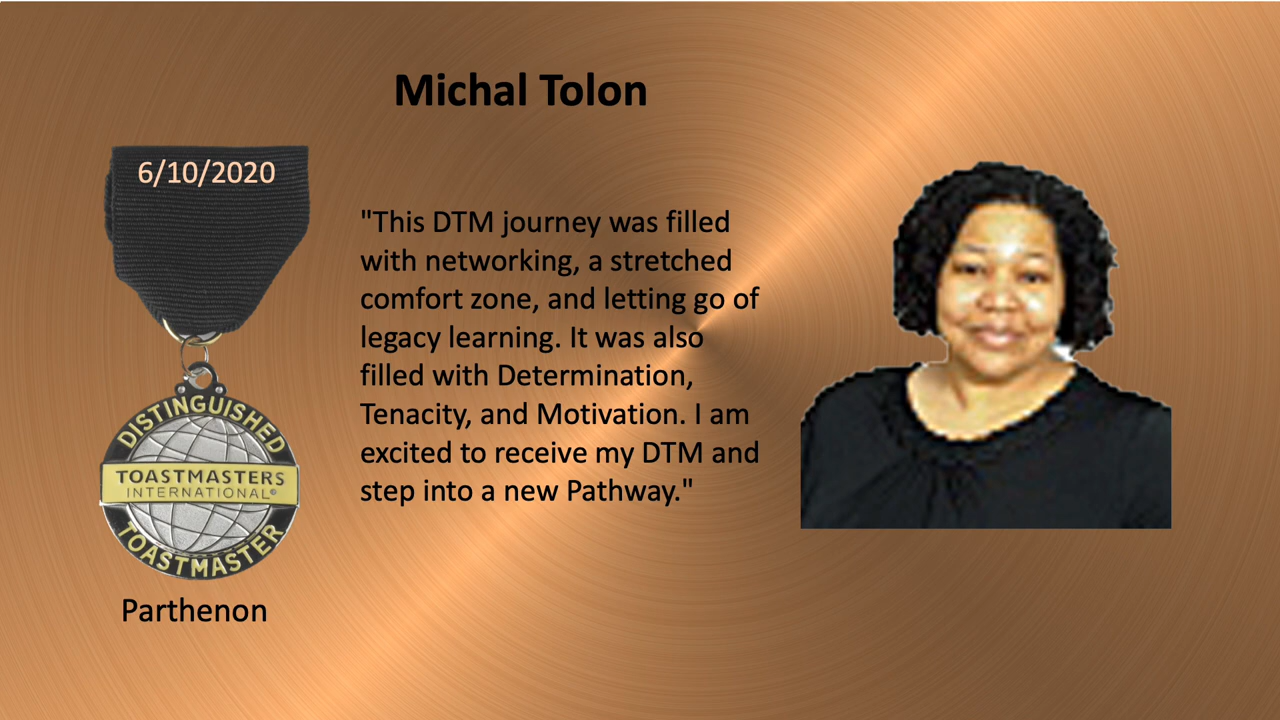 Michal Tolon
6/10/2020
"This DTM journey was filled
with networking, a stretched
comfort zone, and letting go of
legacy learning. It was also
filled with Determination,
Tenacity, and Motivation. I am
excited to receive my DTM and
step into a new Pathway."
DISTINGUISHED
TOASTMASTERS
INTERNATIONAL®
TOASTMASTER
Parthenon